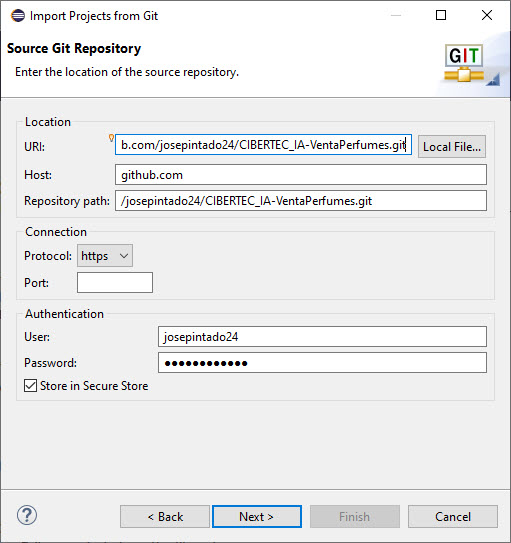 Import Projects from Git
Source Git Repository
Enter the location of the source repository.
GIT
Location
URI: b.com/josepintado24/CIBERTEC_IA-VentaPerfumes.git Local File...
Host: github.com
Repository path: /josepintado24/CIBERTEC_IA-VentaPerfumes.git
Connection
Protocol: https
Port:
Authentication
User: josepintado24
Password: ●●●●●●●●●●●●
Store in Secure Store
? < Back Next > Finish Cancel